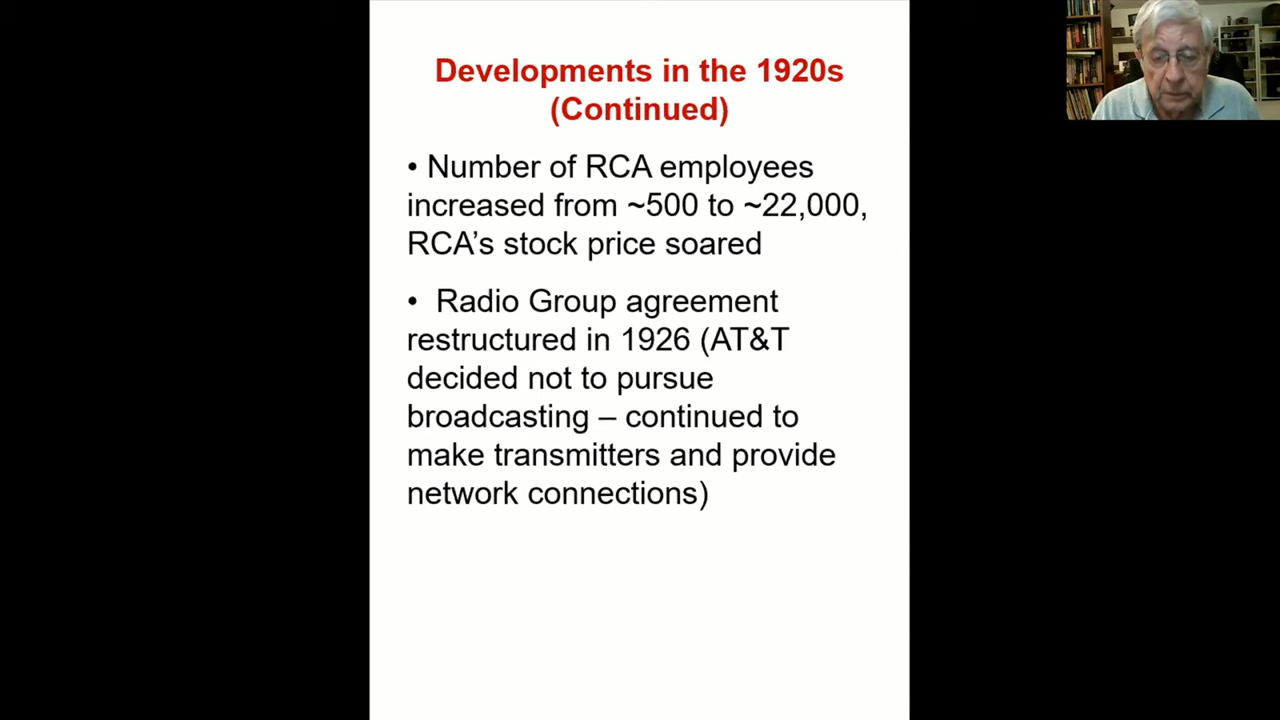 Developments in the 1920s
(Continued)
• Number of RCA employees
increased from ~500 to ~22,000,
RCA’s stock price soared
• Radio Group agreement
restructured in 1926 (AT&T
decided not to pursue
broadcasting – continued to
make transmitters and provide
network connections)